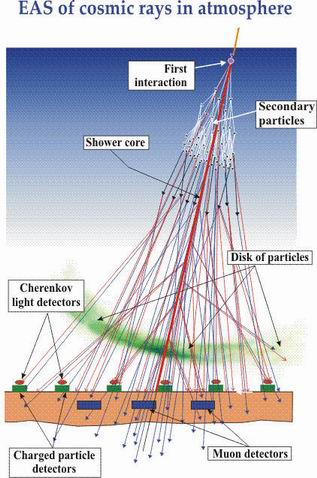 EAS of cosmic rays in atmosphere
First
interaction
Secondary
particles
Shower core
Disk of particles
Cherenkov
light detectors
Charged particle
detectors
Muon detectors